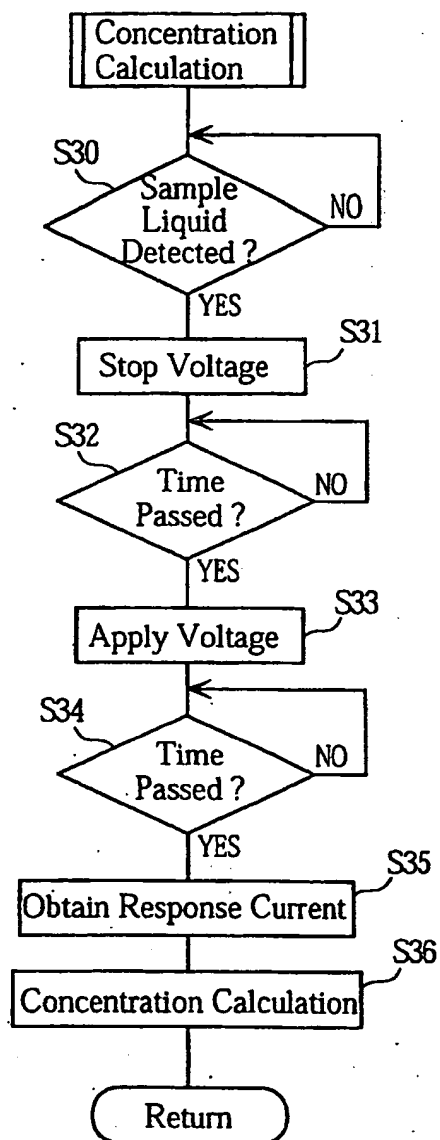 Concentration
Calculation
S30
Sample
Liquid
Detected ?
NO
YES
S31
Stop Voltage
S32
Time
Passed ?
NO
YES
S33
Apply Voltage
S34
Time
Passed ?
NO
YES
S35
Obtain Response Current
S36
Concentration Calculation
Return